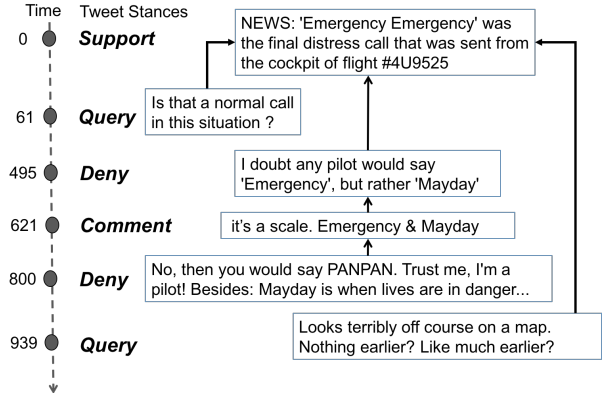 Time Tweet Stances
0 Support
NEWS: 'Emergency Emergency' was
the final distress call that was sent from
the cockpit of flight #4U9525
61 Query
Is that a normal call
in this situation ?
495 Deny
I doubt any pilot would say
'Emergency', but rather 'Mayday'
621 Comment
it's a scale. Emergency & Mayday
800 Deny
No, then you would say PANPAN. Trust me, I'm a
pilot! Besides: Mayday is when lives are in danger...
939 Query
Looks terribly off course on a map.
Nothing earlier? Like much earlier?